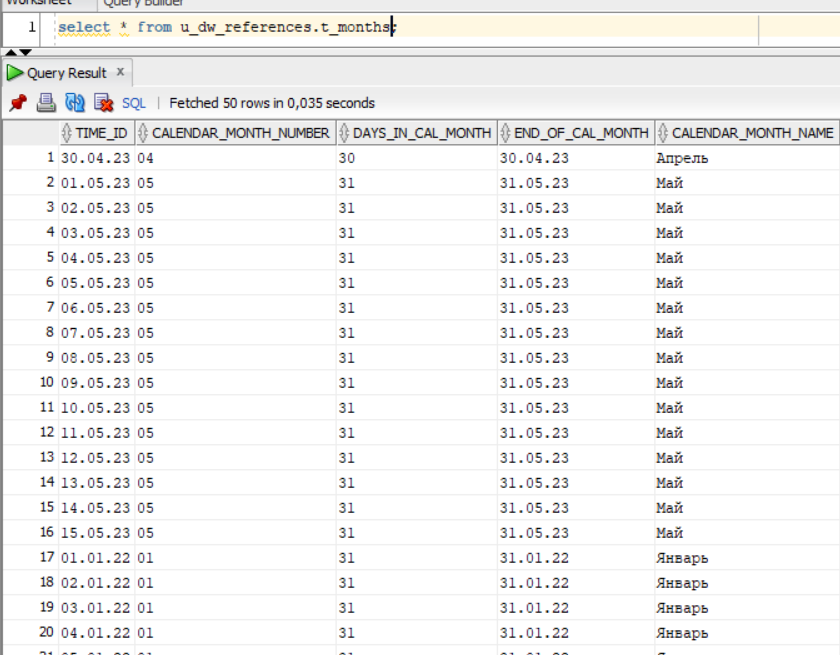 Worksheet Query Builder
1 select * from u_dw_references.t_months;
Query Result x
SQL | Fetched 50 rows in 0,035 seconds
TIME_ID CALENDAR_MONTH_NUMBER DAYS_IN_CAL_MONTH END_OF_CAL_MONTH CALENDAR_MONTH_NAME
1 30.04.23 04 30 30.04.23 Апрель
2 01.05.23 05 31 31.05.23 Май
3 02.05.23 05 31 31.05.23 Май
4 03.05.23 05 31 31.05.23 Май
5 04.05.23 05 31 31.05.23 Май
6 05.05.23 05 31 31.05.23 Май
7 06.05.23 05 31 31.05.23 Май
8 07.05.23 05 31 31.05.23 Май
9 08.05.23 05 31 31.05.23 Май
10 09.05.23 05 31 31.05.23 Май
11 10.05.23 05 31 31.05.23 Май
12 11.05.23 05 31 31.05.23 Май
13 12.05.23 05 31 31.05.23 Май
14 13.05.23 05 31 31.05.23 Май
15 14.05.23 05 31 31.05.23 Май
16 15.05.23 05 31 31.05.23 Май
17 01.01.22 01 31 31.01.22 Январь
18 02.01.22 01 31 31.01.22 Январь
19 03.01.22 01 31 31.01.22 Январь
20 04.01.22 01 31 31.01.22 Январь